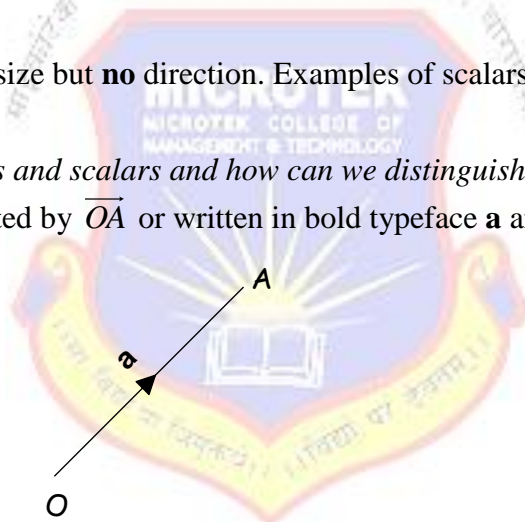 size but no direction. Examples of scalars
MICROTEK
MICROTEK COLLEGE OF
MANAGEMENT & TECHNOLOGY
s and scalars and how can we distinguish
ted by OA or written in bold typeface a a
A
a
O